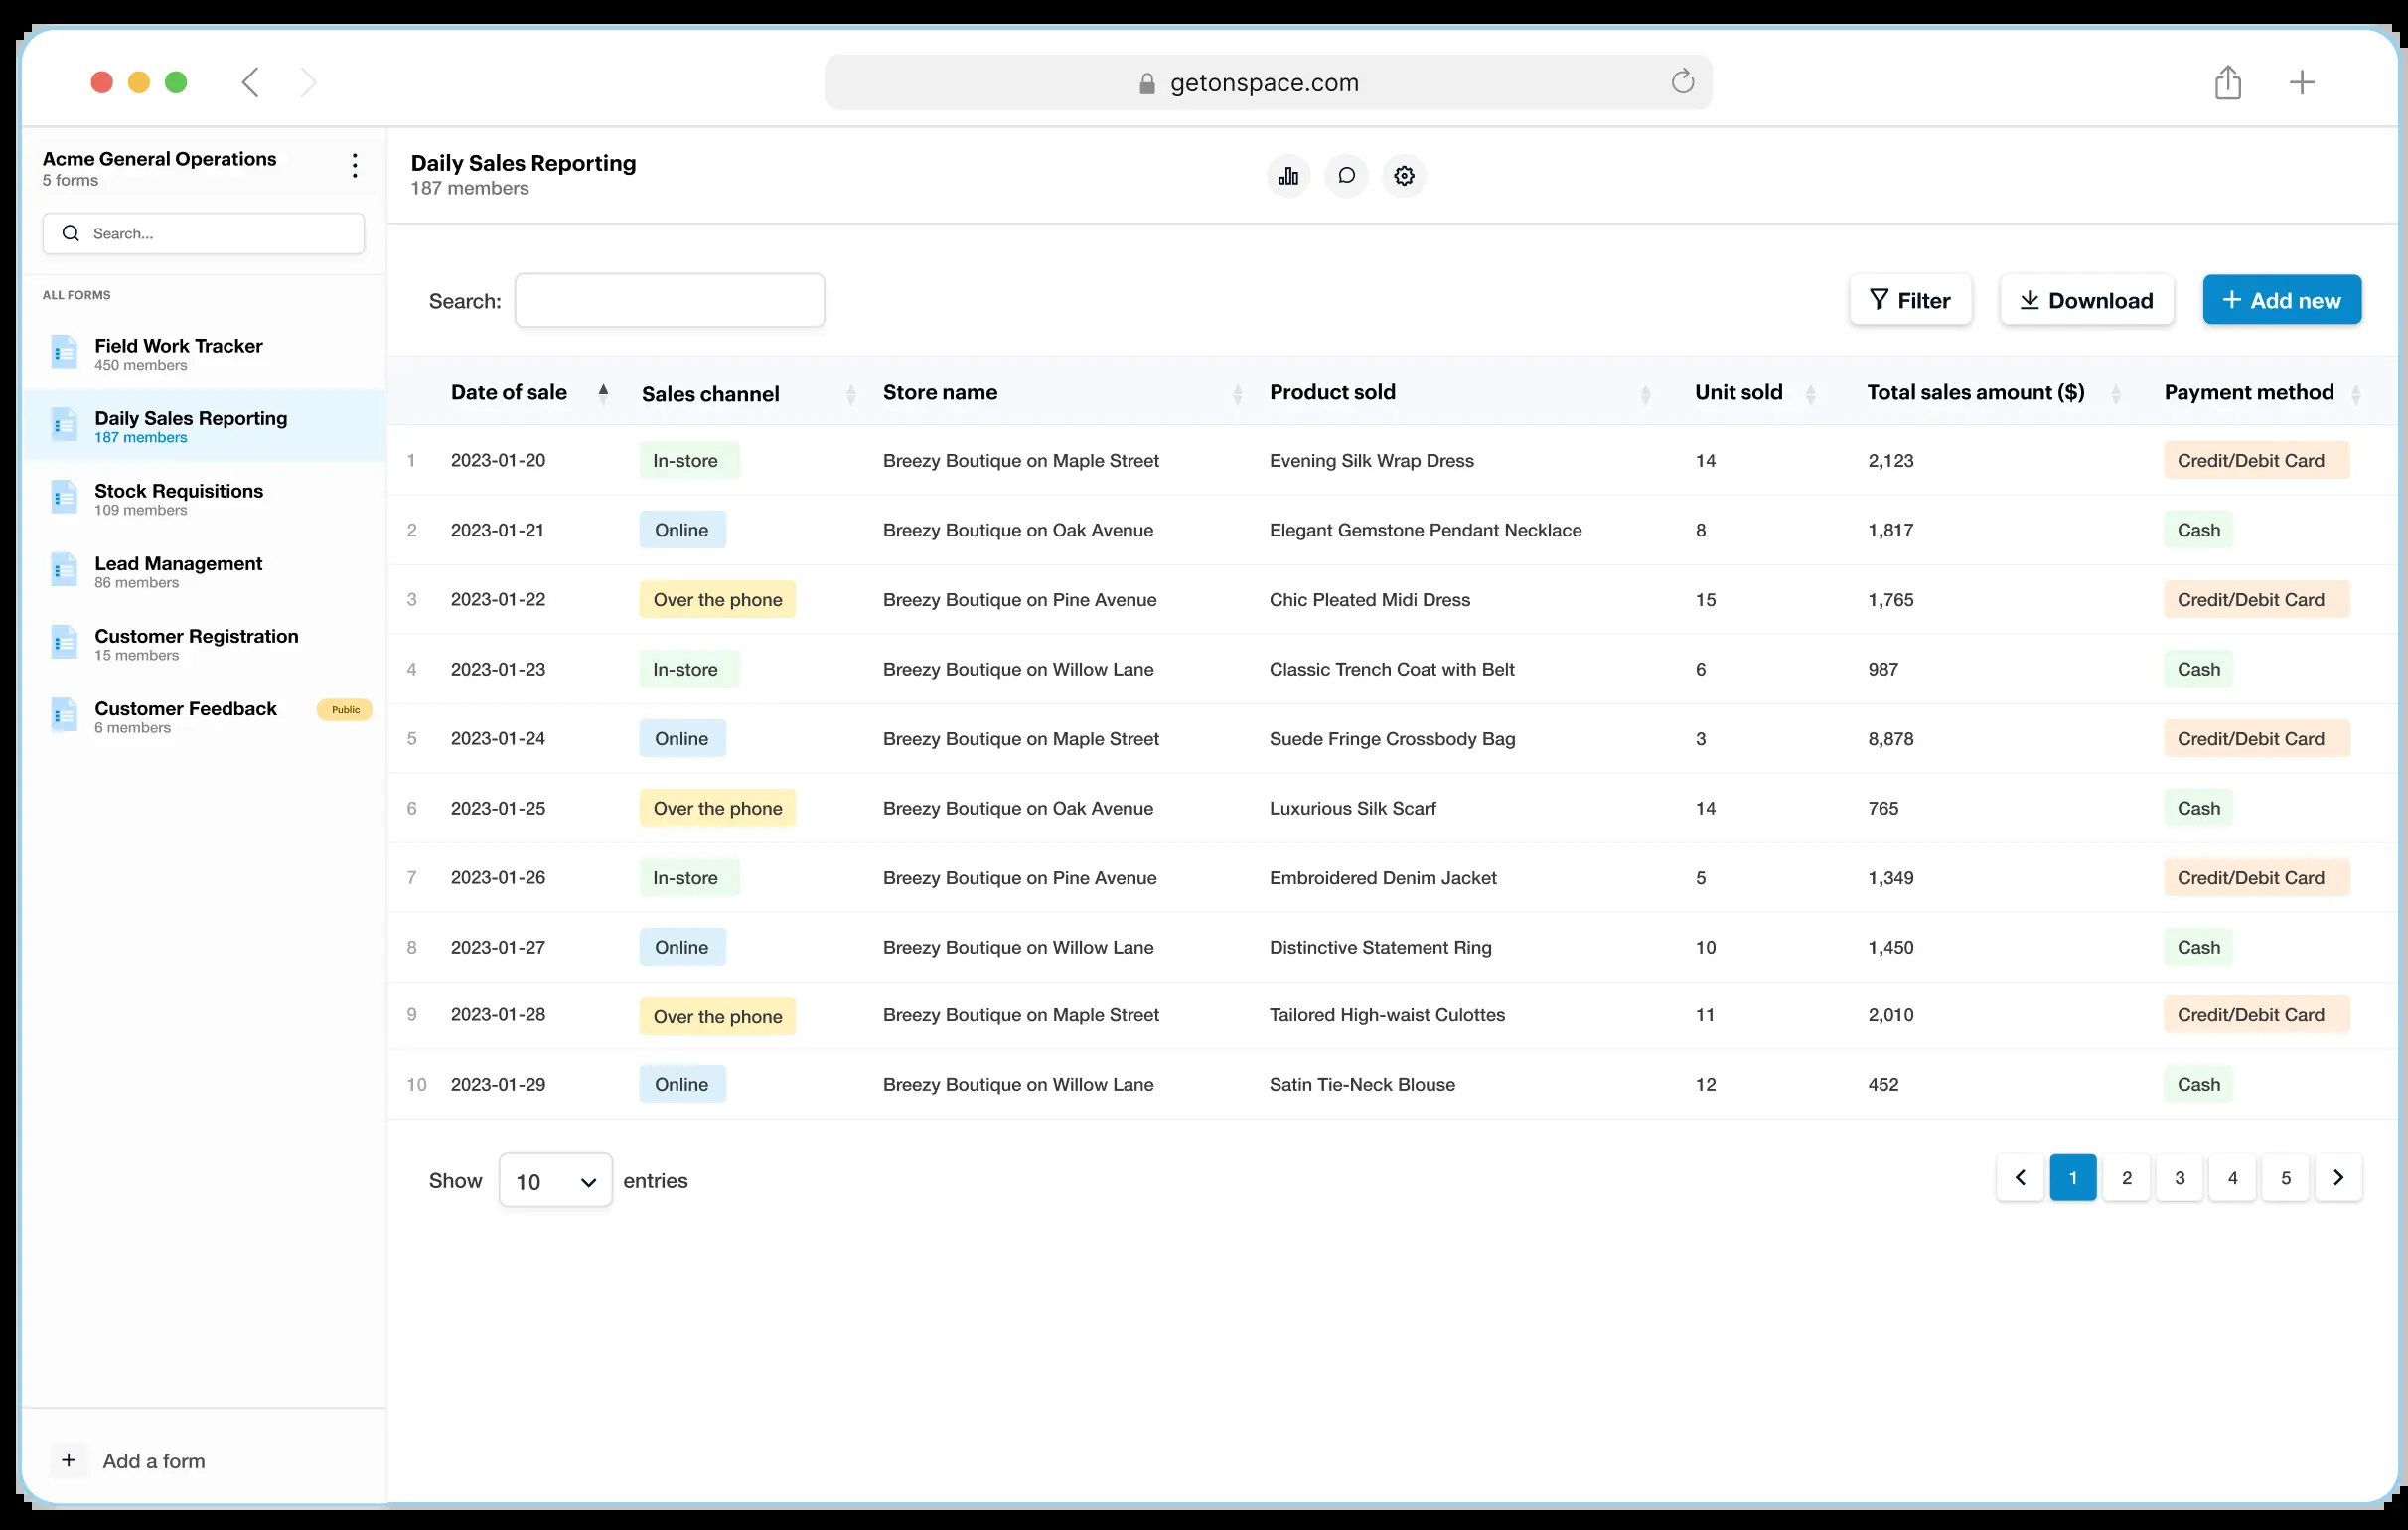 getonspace.com
Acme General Operations
5 forms
Search...
ALL FORMS
Field Work Tracker
450 members
Daily Sales Reporting
187 members
Stock Requisitions
109 members
Lead Management
86 members
Customer Registration
15 members
Customer Feedback Public
6 members
Add a form
Daily Sales Reporting
187 members
Search: Filter Download Add new
Date of sale Sales channel Store name Product sold Unit sold Total sales amount ($) Payment method
1 2023-01-20 In-store Breezy Boutique on Maple Street Evening Silk Wrap Dress 14 2,123 Credit/Debit Card
2 2023-01-21 Online Breezy Boutique on Oak Avenue Elegant Gemstone Pendant Necklace 8 1,817 Cash
3 2023-01-22 Over the phone Breezy Boutique on Pine Avenue Chic Pleated Midi Dress 15 1,765 Credit/Debit Card
4 2023-01-23 In-store Breezy Boutique on Willow Lane Classic Trench Coat with Belt 6 987 Cash
5 2023-01-24 Online Breezy Boutique on Maple Street Suede Fringe Crossbody Bag 3 8,878 Credit/Debit Card
6 2023-01-25 Over the phone Breezy Boutique on Oak Avenue Luxurious Silk Scarf 14 765 Cash
7 2023-01-26 In-store Breezy Boutique on Pine Avenue Embroidered Denim Jacket 5 1,349 Credit/Debit Card
8 2023-01-27 Online Breezy Boutique on Willow Lane Distinctive Statement Ring 10 1,450 Cash
9 2023-01-28 Over the phone Breezy Boutique on Maple Street Tailored High-waist Culottes 11 2,010 Credit/Debit Card
10 2023-01-29 Online Breezy Boutique on Willow Lane Satin Tie-Neck Blouse 12 452 Cash
Show 10 entries 1 2 3 4 5